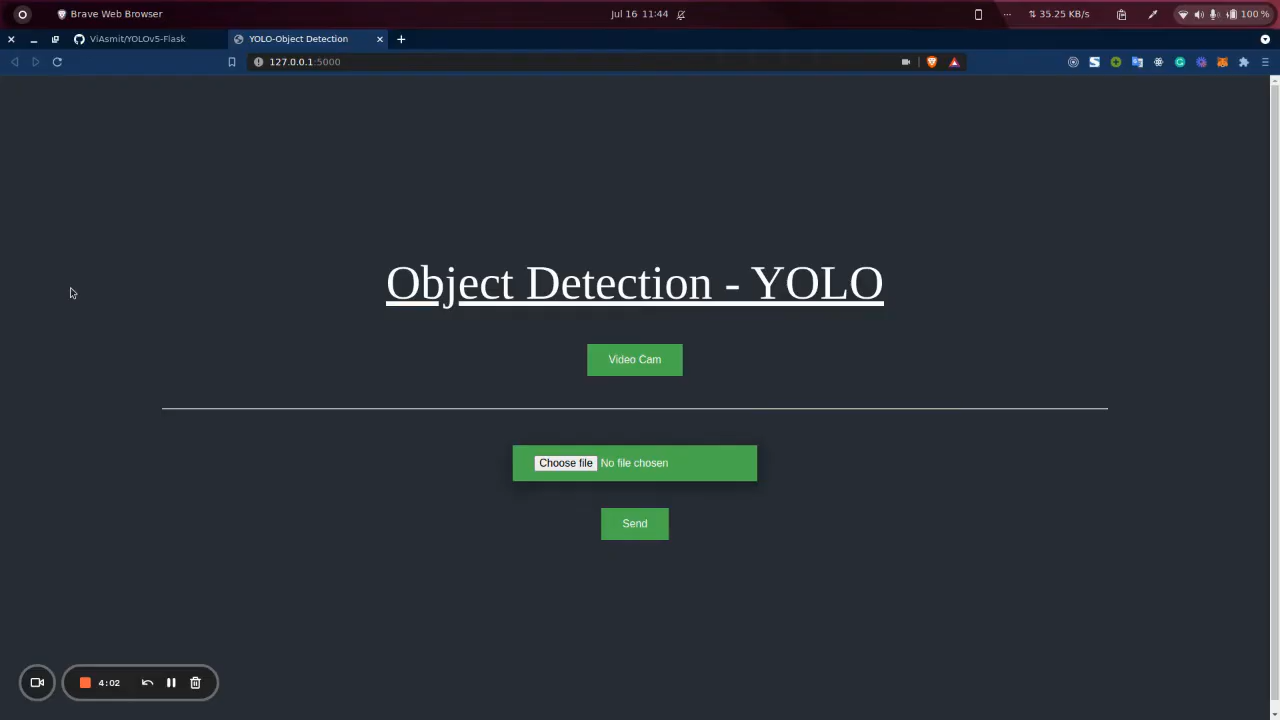 Brave Web Browser
Jul 16 11:44
35.25 KB/s
100 %
ViAsmit/YOLOv5-Flask
YOLO-Object Detection
127.0.0.1:5000
Object Detection - YOLO
Video Cam
Choose file No file chosen
Send
4:02